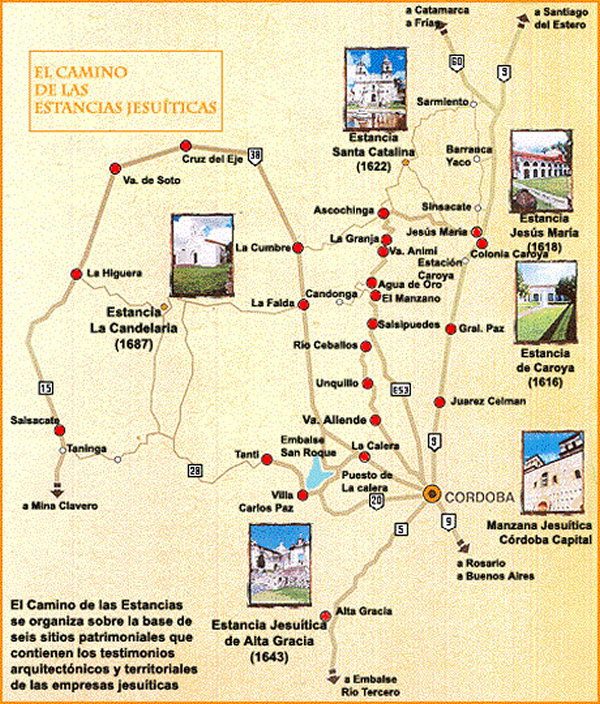 a Catamarca
a Frías
a Santiago
del Estero
EL CAMINO
DE LAS
ESTANCIAS JESUÍTICAS
60
9
Sarmiento
Estancia
Santa Catalina
(1622)
Barranca
Yaco
Cruz del Eje
38
Va. de Soto
Sinsacate
Estancia
Jesús María
(1618)
Ascochinga
Jesús María
La Granja
Colonia Caroya
Va. Animi
Estación
Caroya
La Cumbre
La Higuera
Agua de Oro
El Manzano
Candonga
La Falda
Estancia
La Candelaria
(1687)
Salsipuedes
Gral. Paz
Estancia
de Caroya
(1616)
Río Ceballos
Unquillo
E53
15
Juarez Celman
Va. Allende
Salsacate
Taninga
Embalse
San Roque
La Calera
9
Tanti
28
Puesto de
La calera
Villa
Carlos Paz
20
CORDOBA
a Mina Clavero
5
9
Manzana Jesuítica
Córdoba Capital
a Rosario
a Buenos Aires
Alta Gracia
Estancia Jesuítica
de Alta Gracia
(1643)
a Embalse
Río Tercero
El Camino de las Estancias
se organiza sobre la base de
seis sitios patrimoniales que
contienen los testimonios
arquitectónicos y territoriales
de las empresas jesuíticas